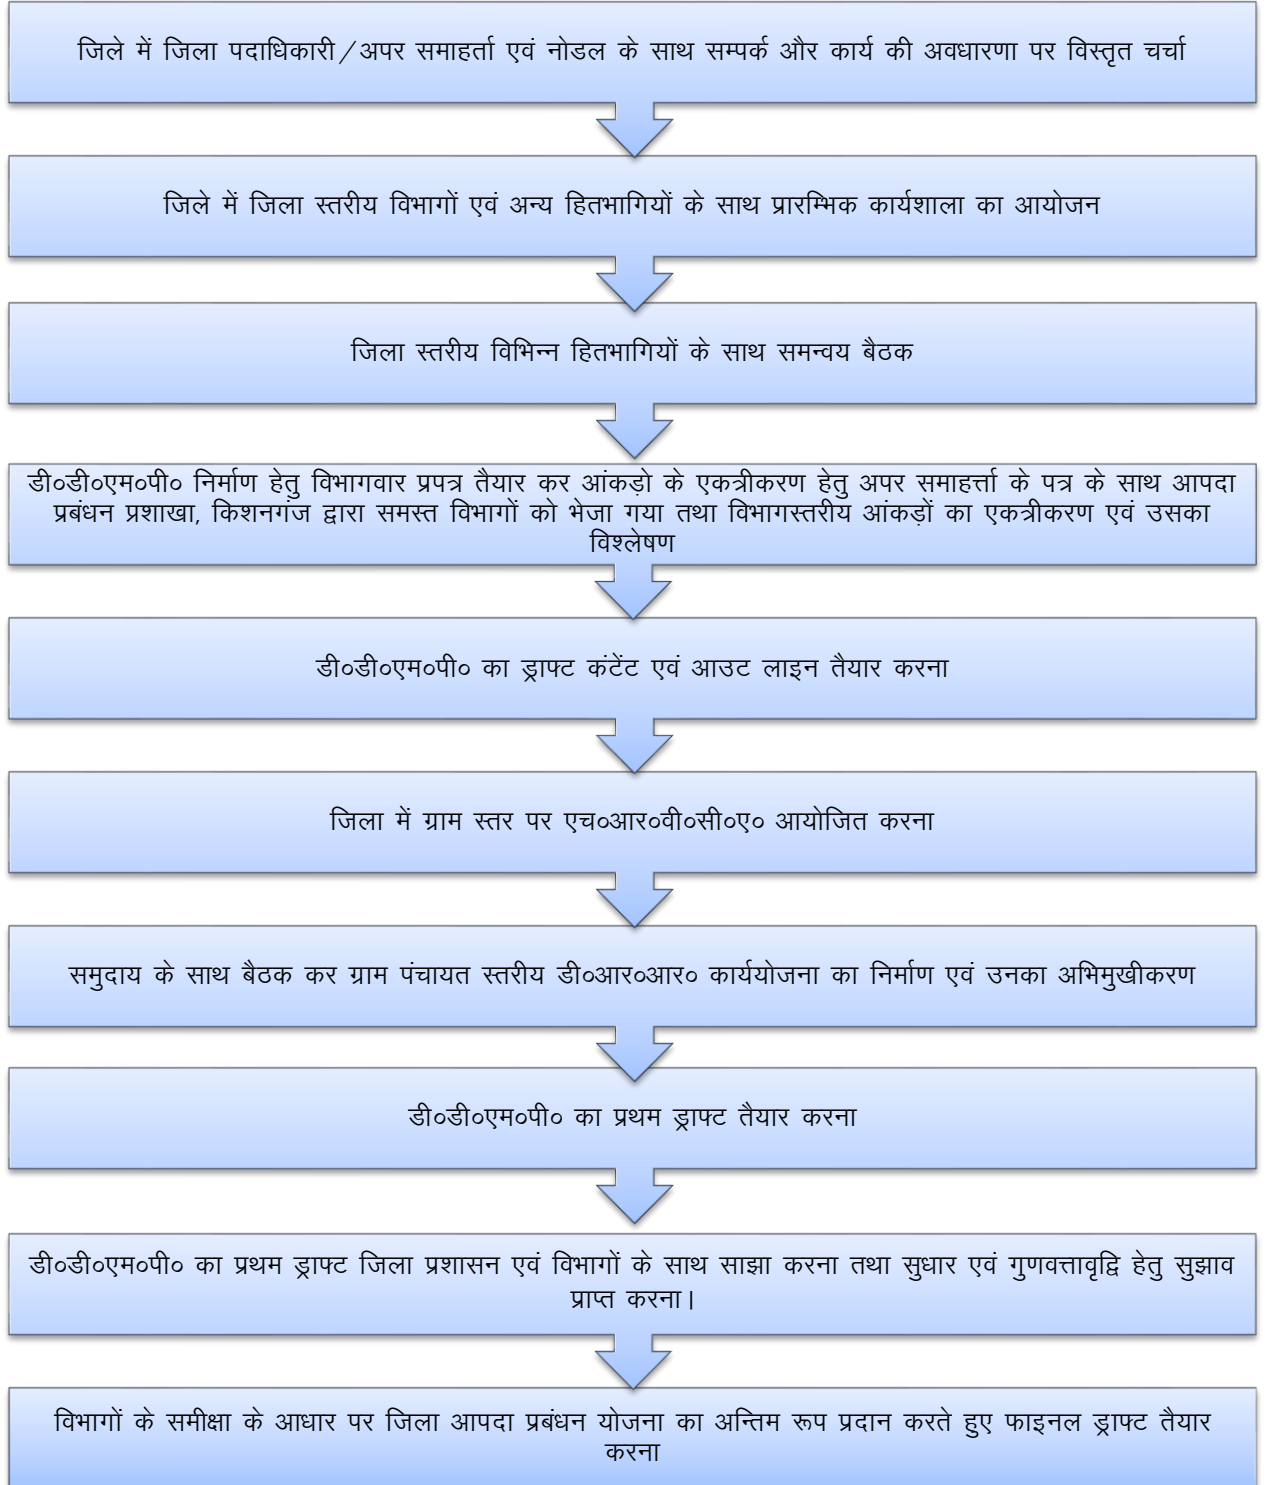 जिले में जिला पदाधिकारी/अपर समाहर्ता एवं नोडल के साथ सम्पर्क और कार्य की अवधारणा पर विस्तृत चर्चा
जिले में जिला स्तरीय विभागों एवं अन्य हितभागियों के साथ प्रारम्भिक कार्यशाला का आयोजन
जिला स्तरीय विभिन्न हितभागियों के साथ समन्वय बैठक
डी०डी०एम०पी० निर्माण हेतु विभागवार प्रपत्र तैयार कर आंकड़ो के एकत्रीकरण हेतु अपर समाहर्त्ता के पत्र के साथ आपदा
प्रबंधन प्रशाखा, किशनगंज द्वारा समस्त विभागों को भेजा गया तथा विभागस्तरीय आंकड़ों का एकत्रीकरण एवं उसका
विश्लेषण
डी०डी०एम०पी० का ड्राफ्ट कंटेंट एवं आउट लाइन तैयार करना
जिला में ग्राम स्तर पर एच०आर०वी०सी०ए० आयोजित करना
समुदाय के साथ बैठक कर ग्राम पंचायत स्तरीय डी०आर०आर० कार्ययोजना का निर्माण एवं उनका अभिमुखीकरण
डी०डी०एम०पी० का प्रथम ड्राफ्ट तैयार करना
डी०डी०एम०पी० का प्रथम ड्राफ्ट जिला प्रशासन एवं विभागों के साथ साझा करना तथा सुधार एवं गुणवत्तावृद्वि हेतु सुझाव
प्राप्त करना।
विभागों के समीक्षा के आधार पर जिला आपदा प्रबंधन योजना का अन्तिम रूप प्रदान करते हुए फाइनल ड्राफ्ट तैयार
करना